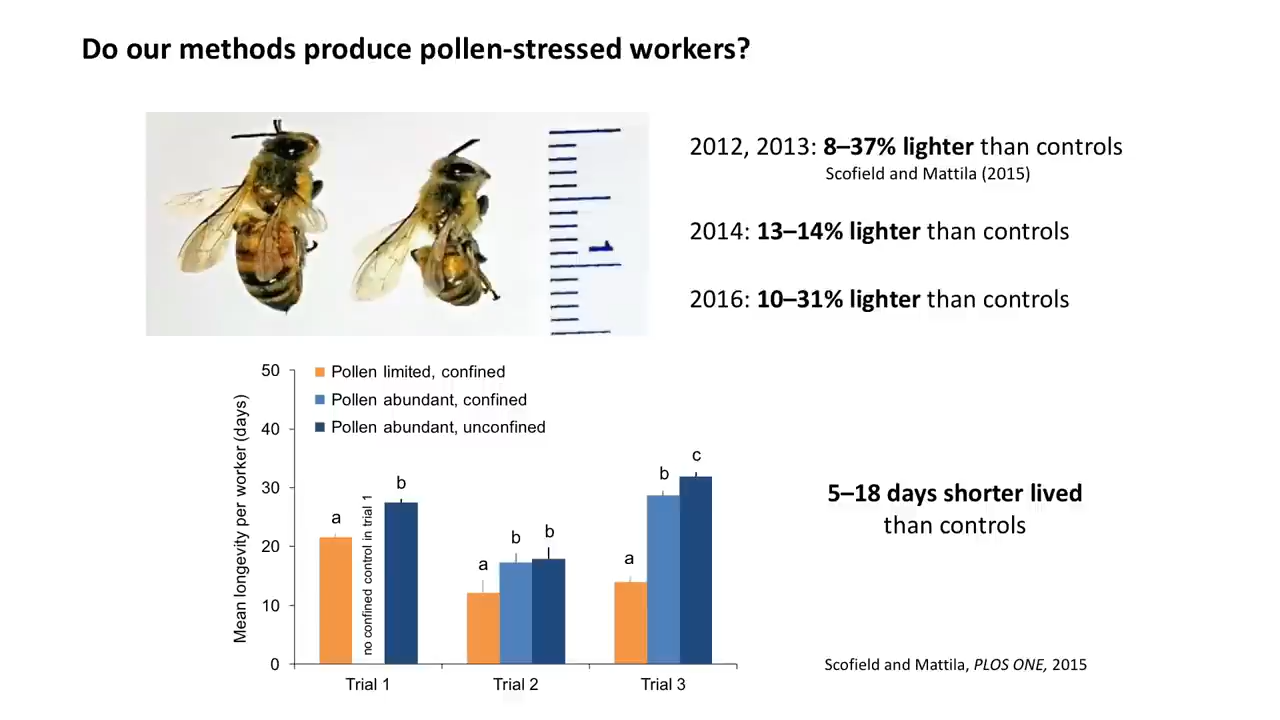 Do our methods produce pollen-stressed workers?
1
2012, 2013: 8–37% lighter than controls
Scofield and Mattila (2015)
2014: 13–14% lighter than controls
2016: 10–31% lighter than controls
Mean longevity per worker (days)
50
40
30
20
10
0
Pollen limited, confined
Pollen abundant, confined
Pollen abundant, unconfined
a
no confined control in trial 1
b
a
b
b
a
b
c
Trial 1
Trial 2
Trial 3
5–18 days shorter lived
than controls
Scofield and Mattila, PLOS ONE, 2015